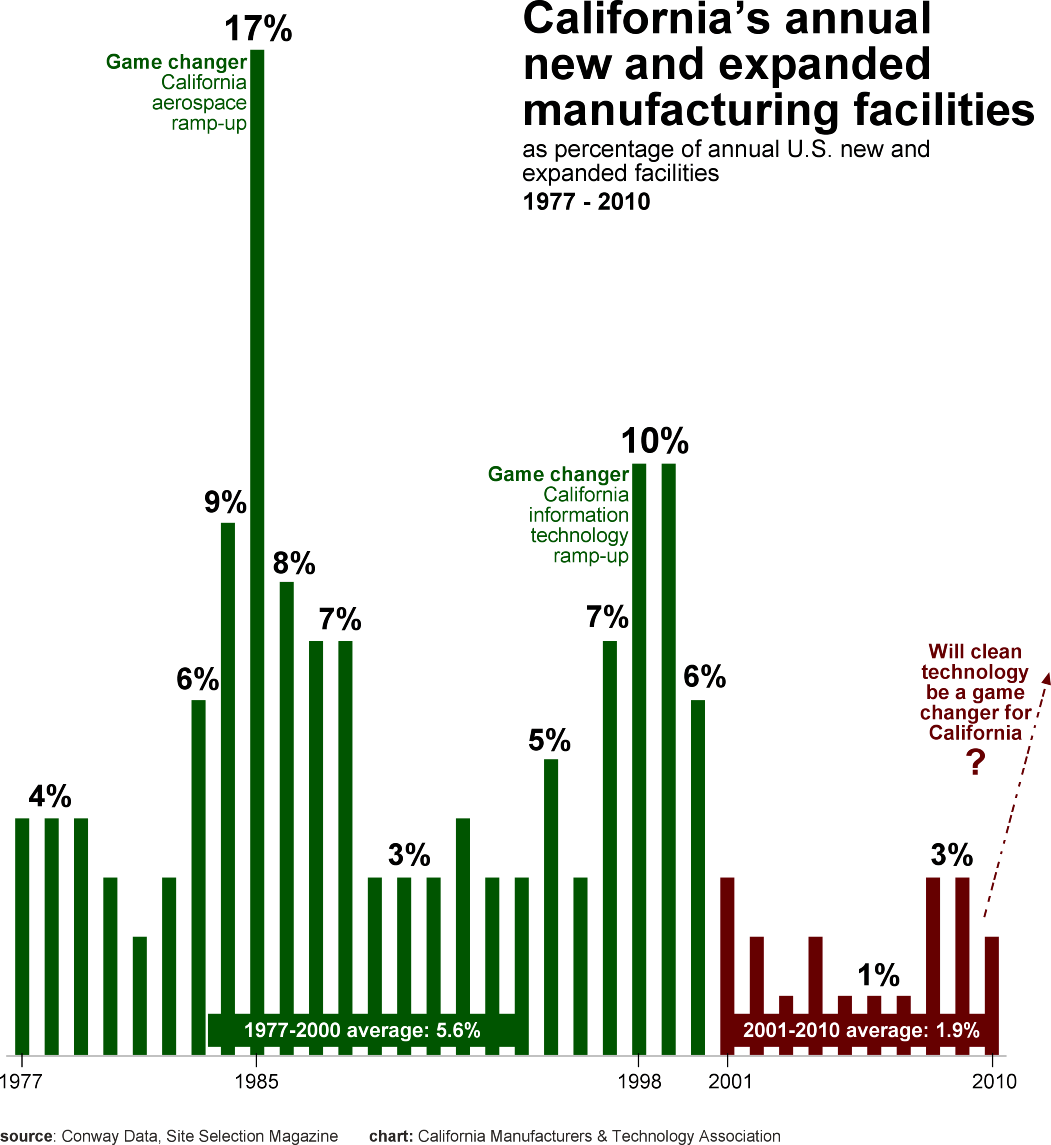 California’s annual
new and expanded
manufacturing facilities
as percentage of annual U.S. new and
expanded facilities
1977 - 2010
17%
Game changer
California
aerospace
ramp-up
9%
8%
7%
6%
4%
3%
5%
10%
Game changer
California
information
technology
ramp-up
7%
6%
Will clean
technology
be a game
changer for
California
?
3%
1%
1977-2000 average: 5.6%
2001-2010 average: 1.9%
1977
1985
1998
2001
2010
source: Conway Data, Site Selection Magazine
chart: California Manufacturers & Technology Association